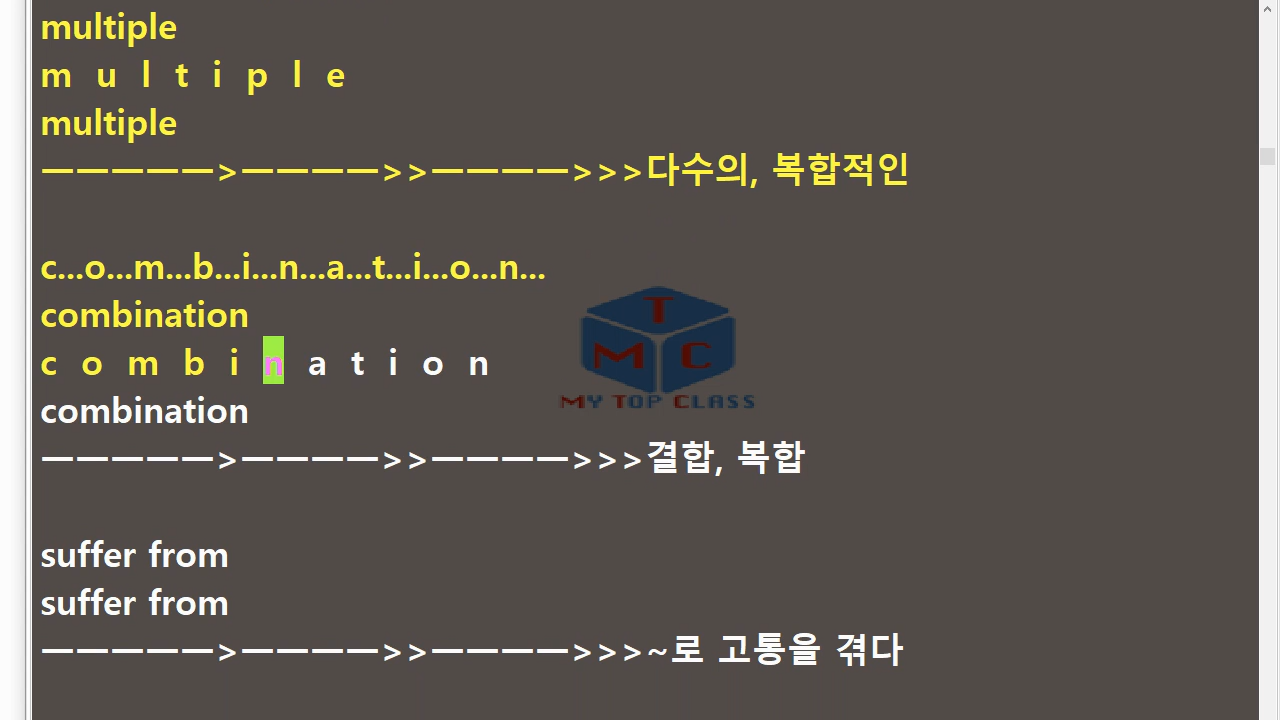 multiple
m u l t i p l e
multiple
—————>————>>————>>>다수의, 복합적인
c...o...m...b...i...n...a...t...i...o...n...
combination
c o m b i n a t i o n
combination
—————>————>>————>>>결합, 복합
suffer from
suffer from
—————>————>>————>>>~로 고통을 겪다
T
M C
MY TOP CLASS